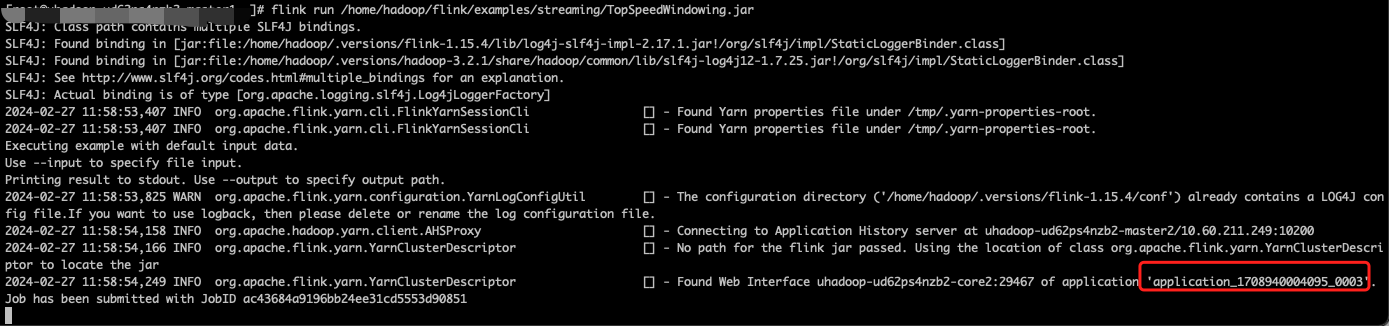 ]# flink run /home/hadoop/flink/examples/streaming/TopSpeedWindowing.jar
SLF4J: Class path contains multiple SLF4J bindings.
SLF4J: Found binding in [jar:file:/home/hadoop/.versions/flink-1.15.4/lib/log4j-slf4j-impl-2.17.1.jar!/org/slf4j/impl/StaticLoggerBinder.class]
SLF4J: Found binding in [jar:file:/home/hadoop/.versions/hadoop-3.2.1/share/hadoop/common/lib/slf4j-log4j12-1.7.25.jar!/org/slf4j/impl/StaticLoggerBinder.class]
SLF4J: See http://www.slf4j.org/codes.html#multiple_bindings for an explanation.
SLF4J: Actual binding is of type [org.apache.logging.slf4j.Log4jLoggerFactory]
2024-02-27 11:58:53,407 INFO  org.apache.flink.yarn.cli.FlinkYarnSessionCli                [] - Found Yarn properties file under /tmp/.yarn-properties-root.
2024-02-27 11:58:53,407 INFO  org.apache.flink.yarn.cli.FlinkYarnSessionCli                [] - Found Yarn properties file under /tmp/.yarn-properties-root.
Executing example with default input data.
Use --input to specify file input.
Printing result to stdout. Use --output to specify output path.
2024-02-27 11:58:53,825 WARN  org.apache.flink.yarn.configuration.YarnLogConfigUtil        [] - The configuration directory ('/home/hadoop/.versions/flink-1.15.4/conf') already contains a LOG4J con
fig file.If you want to use logback, then please delete or rename the log configuration file.
2024-02-27 11:58:54,158 INFO  org.apache.hadoop.yarn.client.AHSProxy                       [] - Connecting to Application History server at uhadoop-ud62ps4nzb2-master2/10.60.211.249:10200
2024-02-27 11:58:54,166 INFO  org.apache.flink.yarn.YarnClusterDescriptor                  [] - No path for the flink jar passed. Using the location of class org.apache.flink.yarn.YarnClusterDescri
ptor to locate the jar
2024-02-27 11:58:54,249 INFO  org.apache.flink.yarn.YarnClusterDescriptor                  [] - Found Web Interface uhadoop-ud62ps4nzb2-core2:29467 of application 'application_1708940004095_0003'.
Job has been submitted with JobID ac43684a9196bb24ee31cd5553d90851